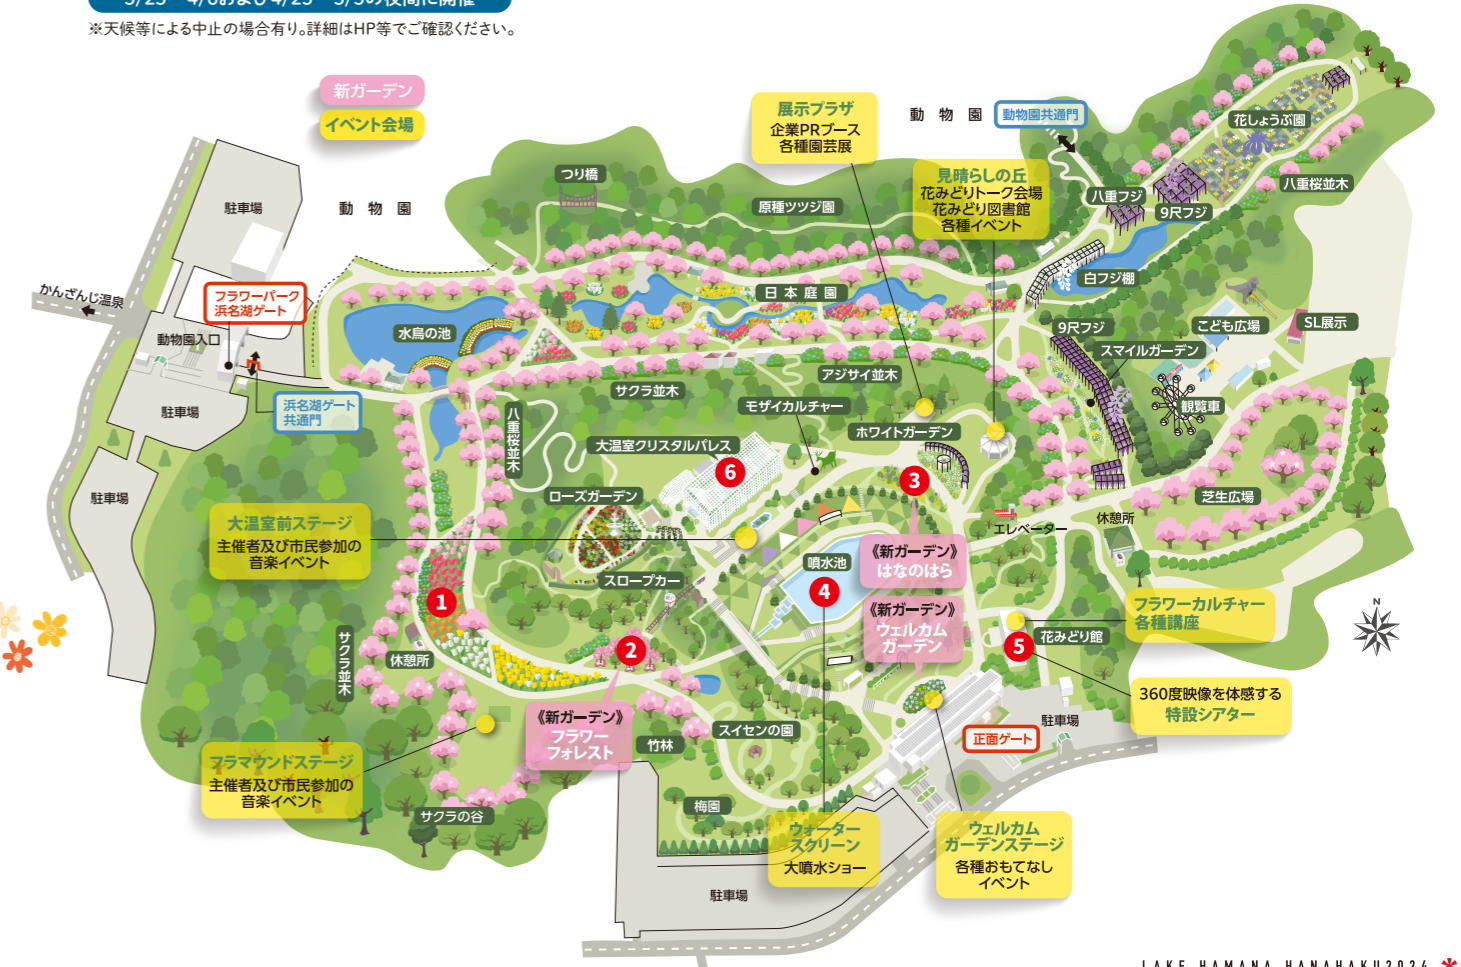 3/23~4/6および4/25~5/5の夜間に開催
※天候等による中止の場合有り。詳細はHP等でご確認ください。
新ガーデン
イベント会場
展示プラザ
企業PRブース
各種園芸展
動物園
動物園共通門
花しょうぶ園
見晴らしの丘
花みどりトーク会場
花みどり図書館
各種イベント
八重フジ
9尺フジ
八重桜並木
つり橋
原種ツツジ園
駐車場
動物園
白フジ棚
かんざんじ温泉
フラワーパーク
浜名湖ゲート
日本庭園
水鳥の池
動物園入口
9尺フジ
こども広場
SL展示
スマイルガーデン
サクラ並木
アジサイ並木
浜名湖ゲート
共通門
駐車場
モザイカルチャー
観覧車
八重桜並木
大温室クリスタルパレス
ホワイトガーデン
6
3
駐車場
ローズガーデン
芝生広場
大温室前ステージ
主催者及び市民参加の
音楽イベント
エレベーター
休憩所
《新ガーデン》
はなのはら
噴水池
スロープカー
4
1
《新ガーデン》
ウェルカム
ガーデン
フラワーカルチャー
各種講座
N
サクラ並木
休憩所
2
5
花みどり館
360度映像を体感する
特設シアター
《新ガーデン》
フラワー
フォレスト
竹林
スイセンの園
駐車場
正面ゲート
フラマウンドステージ
主催者及び市民参加の
音楽イベント
サクラの谷
梅園
ウォーター
スクリーン
大噴水ショー
ウェルカム
ガーデンステージ
各種おもてなし
イベント
駐車場
LAKE HAMANA HANAHAKU2024